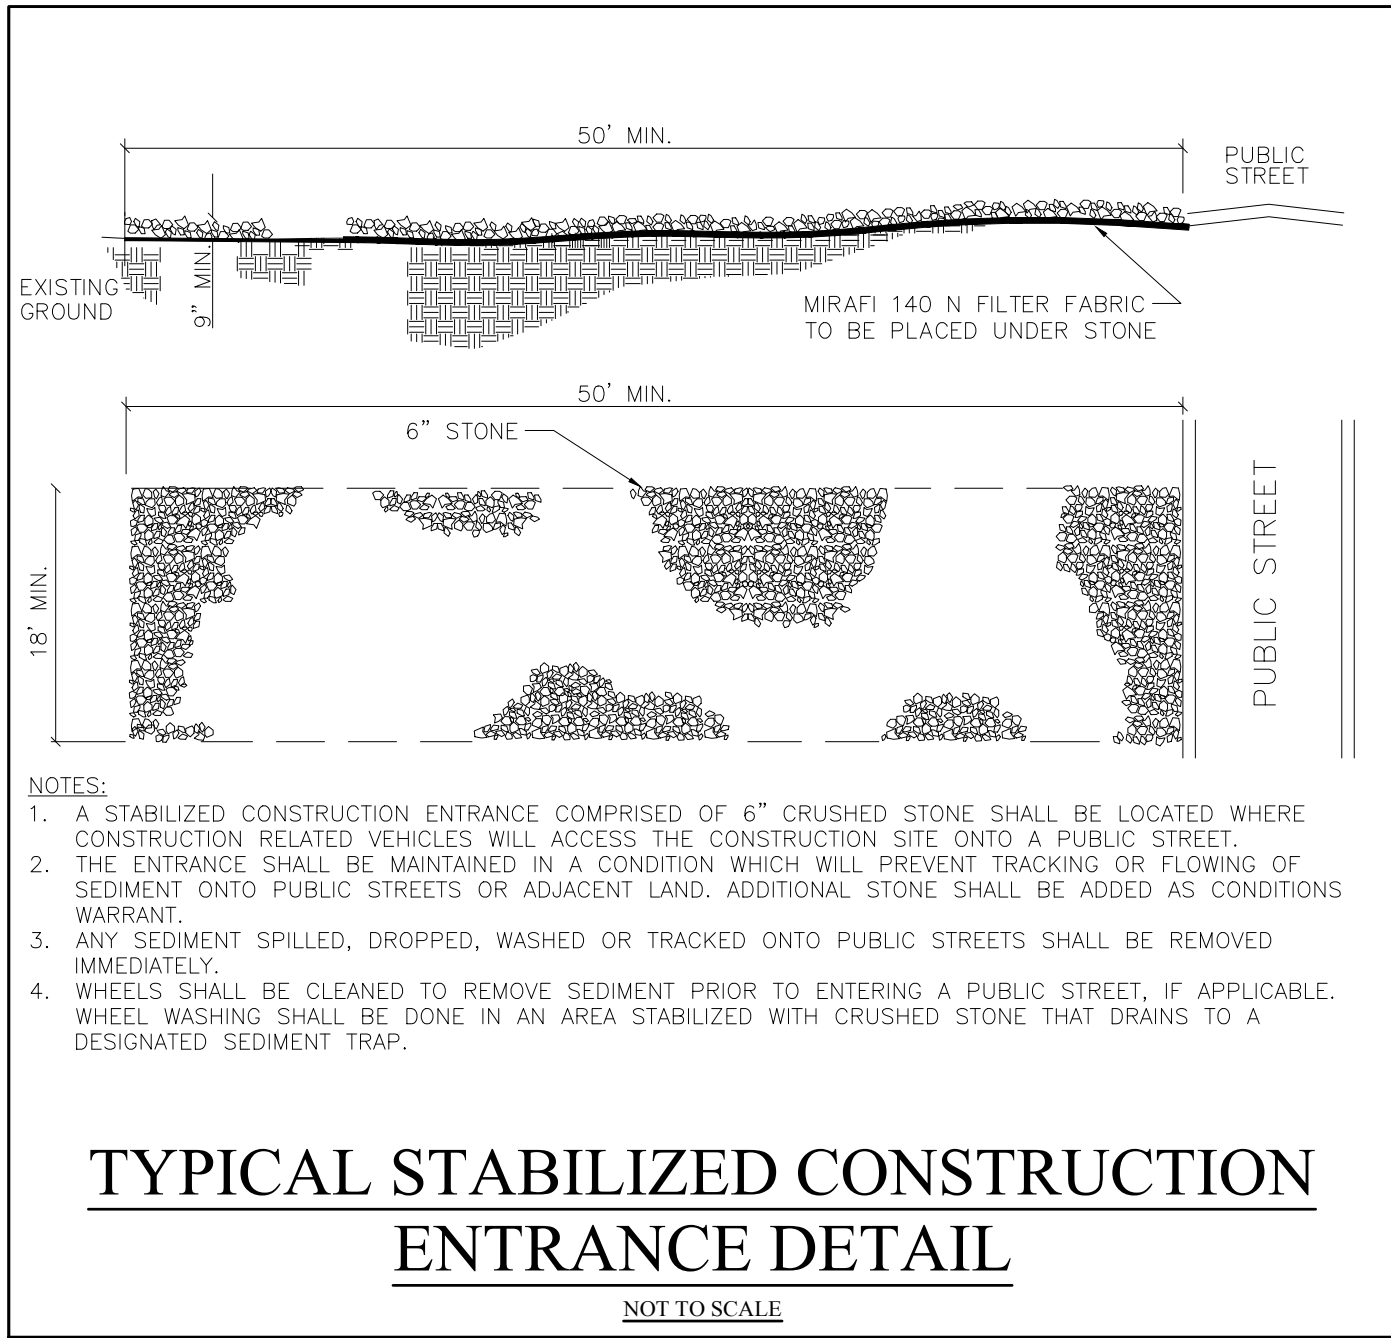 50' MIN.
PUBLIC
STREET
EXISTING
GROUND
9" MIN.
MIRAFI 140 N FILTER FABRIC
TO BE PLACED UNDER STONE
50' MIN.
6" STONE
18' MIN.
PUBLIC STREET
NOTES:
1. A STABILIZED CONSTRUCTION ENTRANCE COMPRISED OF 6" CRUSHED STONE SHALL BE LOCATED WHERE
CONSTRUCTION RELATED VEHICLES WILL ACCESS THE CONSTRUCTION SITE ONTO A PUBLIC STREET.
2. THE ENTRANCE SHALL BE MAINTAINED IN A CONDITION WHICH WILL PREVENT TRACKING OR FLOWING OF
SEDIMENT ONTO PUBLIC STREETS OR ADJACENT LAND. ADDITIONAL STONE SHALL BE ADDED AS CONDITIONS
WARRANT.
3. ANY SEDIMENT SPILLED, DROPPED, WASHED OR TRACKED ONTO PUBLIC STREETS SHALL BE REMOVED
IMMEDIATELY.
4. WHEELS SHALL BE CLEANED TO REMOVE SEDIMENT PRIOR TO ENTERING A PUBLIC STREET, IF APPLICABLE.
WHEEL WASHING SHALL BE DONE IN AN AREA STABILIZED WITH CRUSHED STONE THAT DRAINS TO A
DESIGNATED SEDIMENT TRAP.
TYPICAL STABILIZED CONSTRUCTION
ENTRANCE DETAIL
NOT TO SCALE